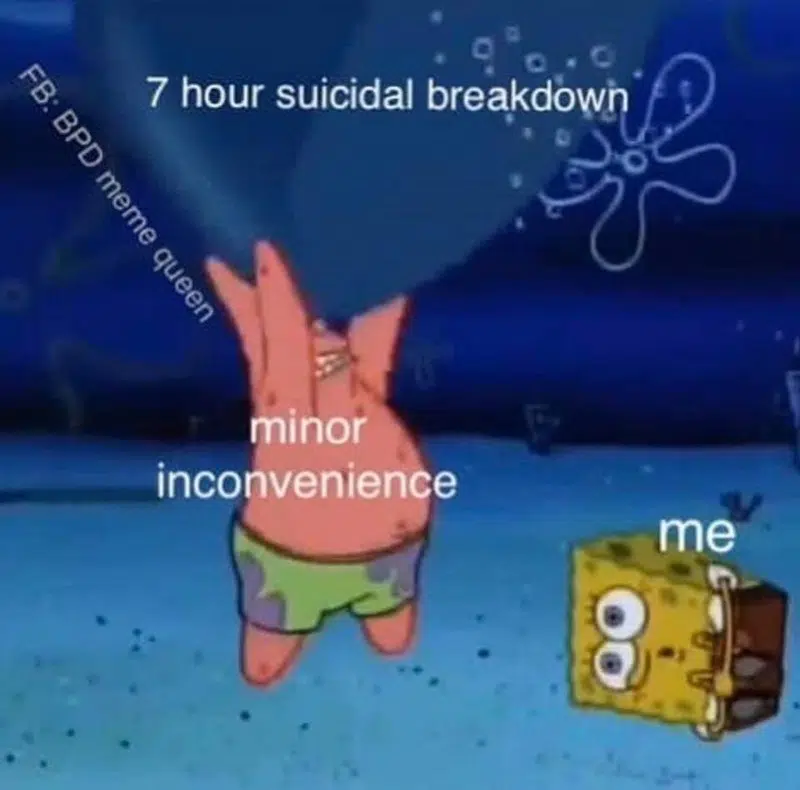 7 hour suicidal breakdown
FB: BPD meme queen
minor
inconvenience
me